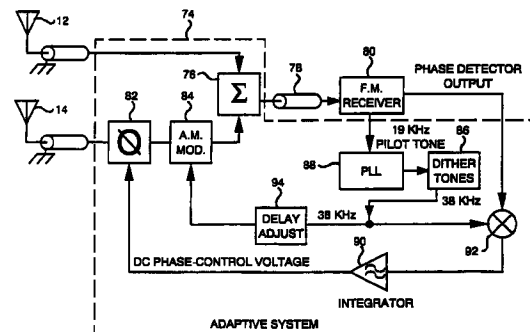 12
74
14
76
Σ
78
80
F.M.
RECEIVER
PHASE DETECTOR
OUTPUT
82
Ø
84
A.M.
MOD.
19 KHz
PILOT TONE
88
PLL
86
DITHER
TONES
38 KHz
94
DELAY
ADJUST
38 KHz
92
DC PHASE-CONTROL VOLTAGE
90
INTEGRATOR
ADAPTIVE SYSTEM